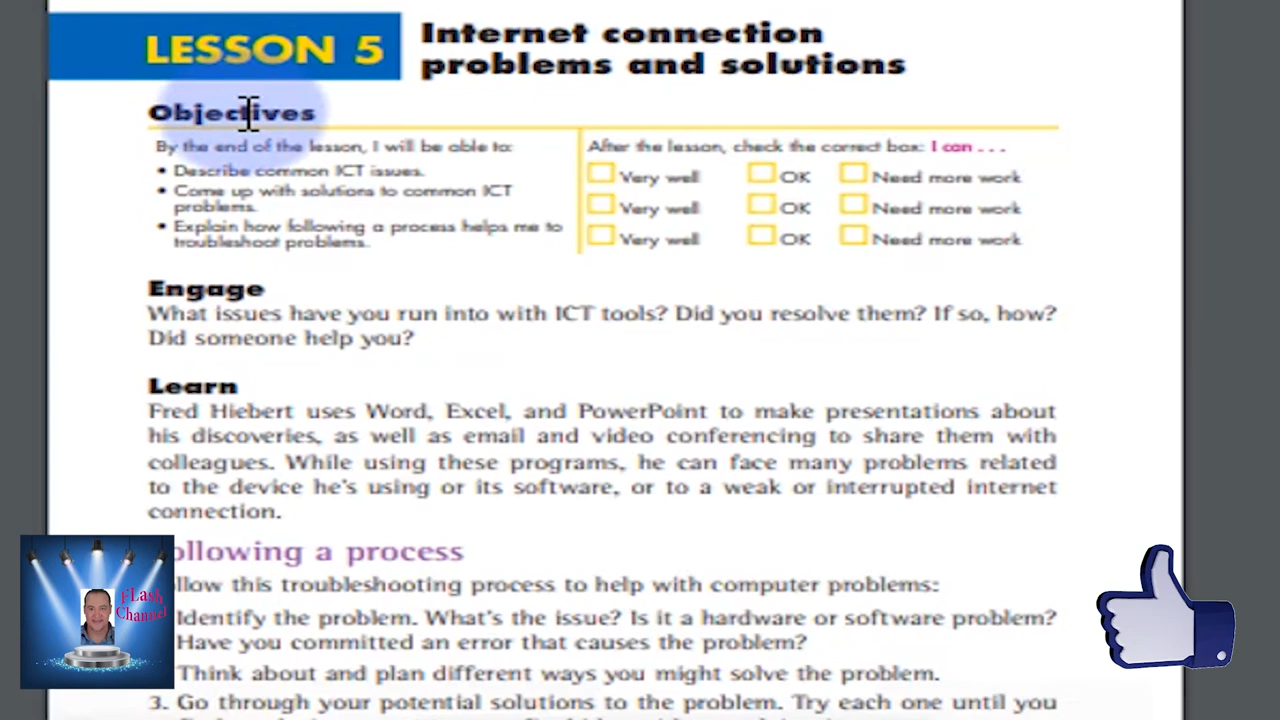 LESSON 5
Internet connection
problems and solutions
Objectives
By the end of the lesson, I will be able to:
• Describe common ICT issues.
• Come up with solutions to common ICT
problems.
• Explain how following a process helps me to
troubleshoot problems.
After the lesson, check the correct box: I can . . .
Very well OK Need more work
Very well OK Need more work
Very well OK Need more work
Engage
What issues have you run into with ICT tools? Did you resolve them? If so, how?
Did someone help you?
Learn
Fred Hiebert uses Word, Excel, and PowerPoint to make presentations about
his discoveries, as well as email and video conferencing to share them with
colleagues. While using these programs, he can face many problems related
to the device he's using or its software, or to a weak or interrupted internet
connection.
ollowing a process
llow this troubleshooting process to help with computer problems:
Identify the problem. What's the issue? Is it a hardware or software problem?
Have you committed an error that causes the problem?
Think about and plan different ways you might solve the problem.
3. Go through your potential solutions to the problem. Try each one until you
FLash
Channel